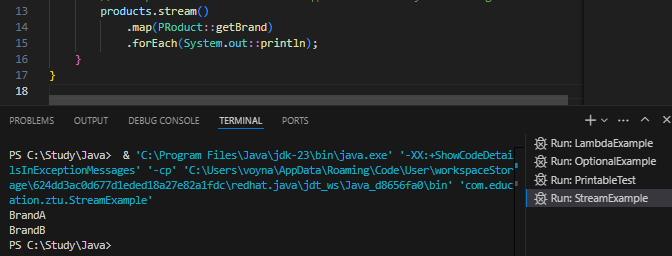 13 products.stream()
14 .map(PRoduct::getBrand)
15 .forEach(System.out::println);
16 }
17 }
18
PROBLEMS OUTPUT DEBUG CONSOLE TERMINAL PORTS
PS C:\Study\Java> & 'C:\Program Files\Java\jdk-23\bin\java.exe' '-XX:+ShowCodeDetai
lsInExceptionMessages' '-cp' 'C:\Users\voyna\AppData\Roaming\Code\User\workspaceStor
age\624dd3ac0d677d1eded18a27e82a1fdc\redhat.java\jdt_ws\Java_d8656fa0\bin' 'com.educ
ation.ztu.StreamExample'
BrandA
BrandB
PS C:\Study\Java>
Run: LambdaExample
Run: OptionalExample
Run: PrintableTest
Run: StreamExample